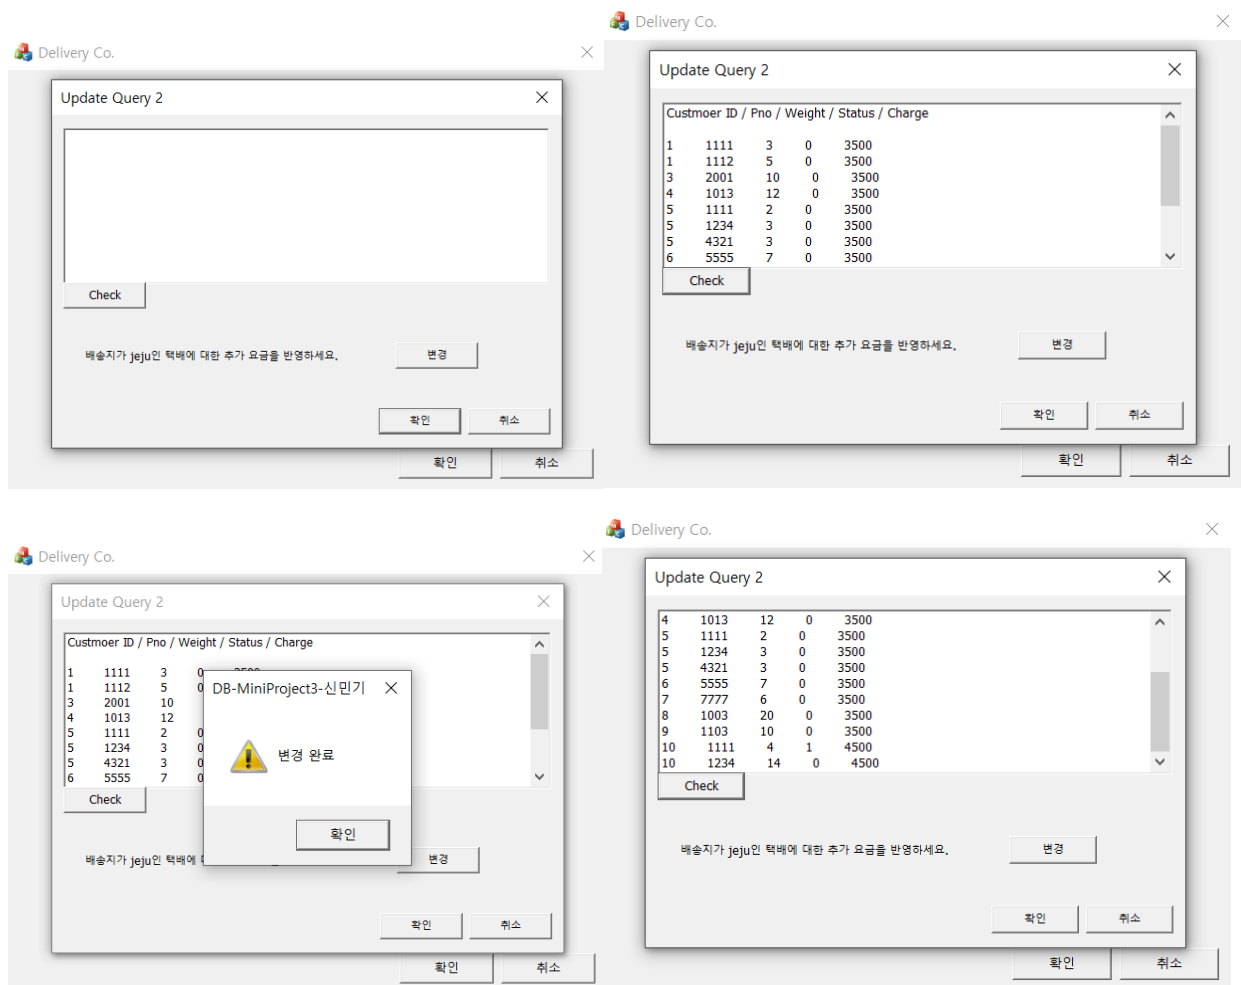 Delivery Co.
Update Query 2
Check
배송지가 jeju인 택배에 대한 추가 요금을 반영하세요.
변경
확인 취소
확인 취소
Delivery Co.
Update Query 2
Custmoer ID / Pno / Weight / Status / Charge
1 1111 3 0 3500
1 1112 5 0 3500
3 2001 10 0 3500
4 1013 12 0 3500
5 1111 2 0 3500
5 1234 3 0 3500
5 4321 3 0 3500
6 5555 7 0 3500
Check
배송지가 jeju인 택배에 대한 추가 요금을 반영하세요.
변경
확인 취소
확인 취소
Delivery Co.
Update Query 2
Custmoer ID / Pno / Weight / Status / Charge
1 1111 3 0 3500
1 1112 5 0
3 2001 10
4 1013 12
5 1111 2 0
5 1234 3 0
5 4321 3 0
6 5555 7 0
DB-MiniProject3-신민기
변경 완료
확인
Check
배송지가 jeju인 택배에
변경
확인 취소
확인 취소
Delivery Co.
Update Query 2
4 1013 12 0 3500
5 1111 2 0 3500
5 1234 3 0 3500
5 4321 3 0 3500
6 5555 7 0 3500
7 7777 6 0 3500
8 1003 20 0 3500
9 1103 10 0 3500
10 1111 4 1 4500
10 1234 14 0 4500
Check
배송지가 jeju인 택배에 대한 추가 요금을 반영하세요.
변경
확인 취소
확인 취소